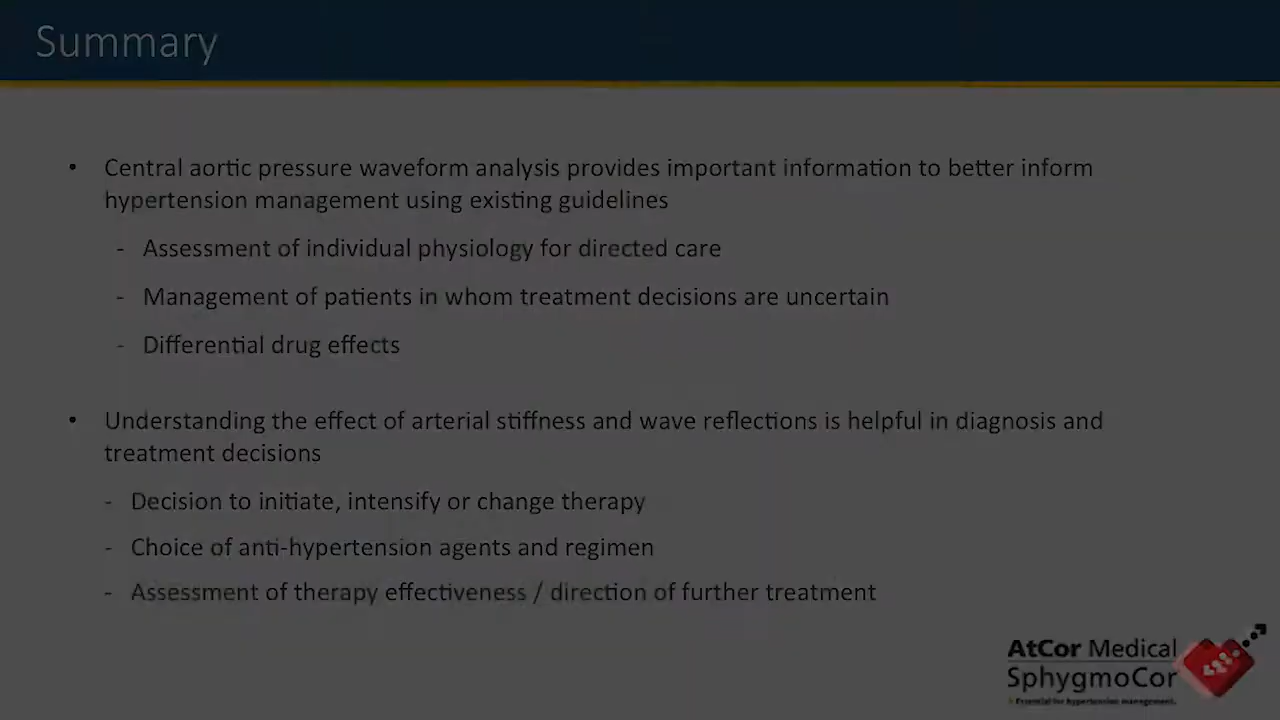 Summary
• Central aortic pressure waveform analysis provides important information to better inform
hypertension management using existing guidelines
- Assessment of individual physiology for directed care
- Management of patients in whom treatment decisions are uncertain
- Differential drug effects
• Understanding the effect of arterial stiffness and wave reflections is helpful in diagnosis and
treatment decisions
- Decision to initiate, intensify or change therapy
- Choice of anti-hypertension agents and regimen
- Assessment of therapy effectiveness / direction of further treatment
AtCor Medical
SphygmoCor
Essential for hypertension management.